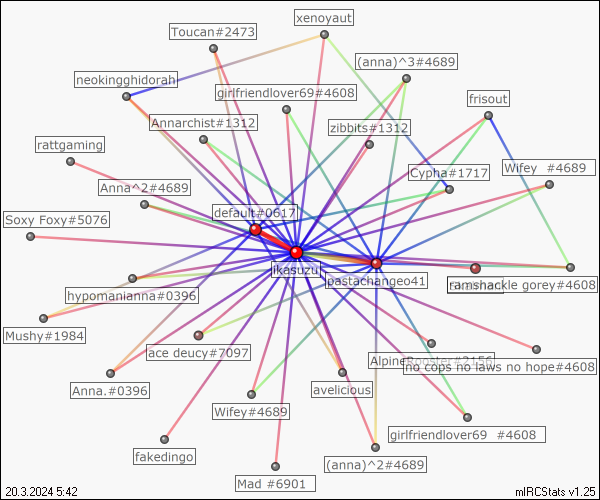 xenoyaut
Toucan#2473
(anna)^3#4689
neokingghidorah
girlfriendlover69#4608
frisout
Annarchist#1312
zibbits#1312
rattgaming
Cypha#1717
Wifey  #4689
Anna^2#4689
default#0617
Soxy Foxy#5076
ikasuzu
pastachangeo41
ramshackle gorey#4608
hypomanianna#0396
Mushy#1984
ace deucy#7097
AlpineRooster#2156
no cops no laws no hope#4608
Anna.#0396
avelicious
Wifey#4689
girlfriendlover69  #4608
fakedingo
(anna)^2#4689
Mad #6901
20.3.2024 5:42
mIRCStats v1.25